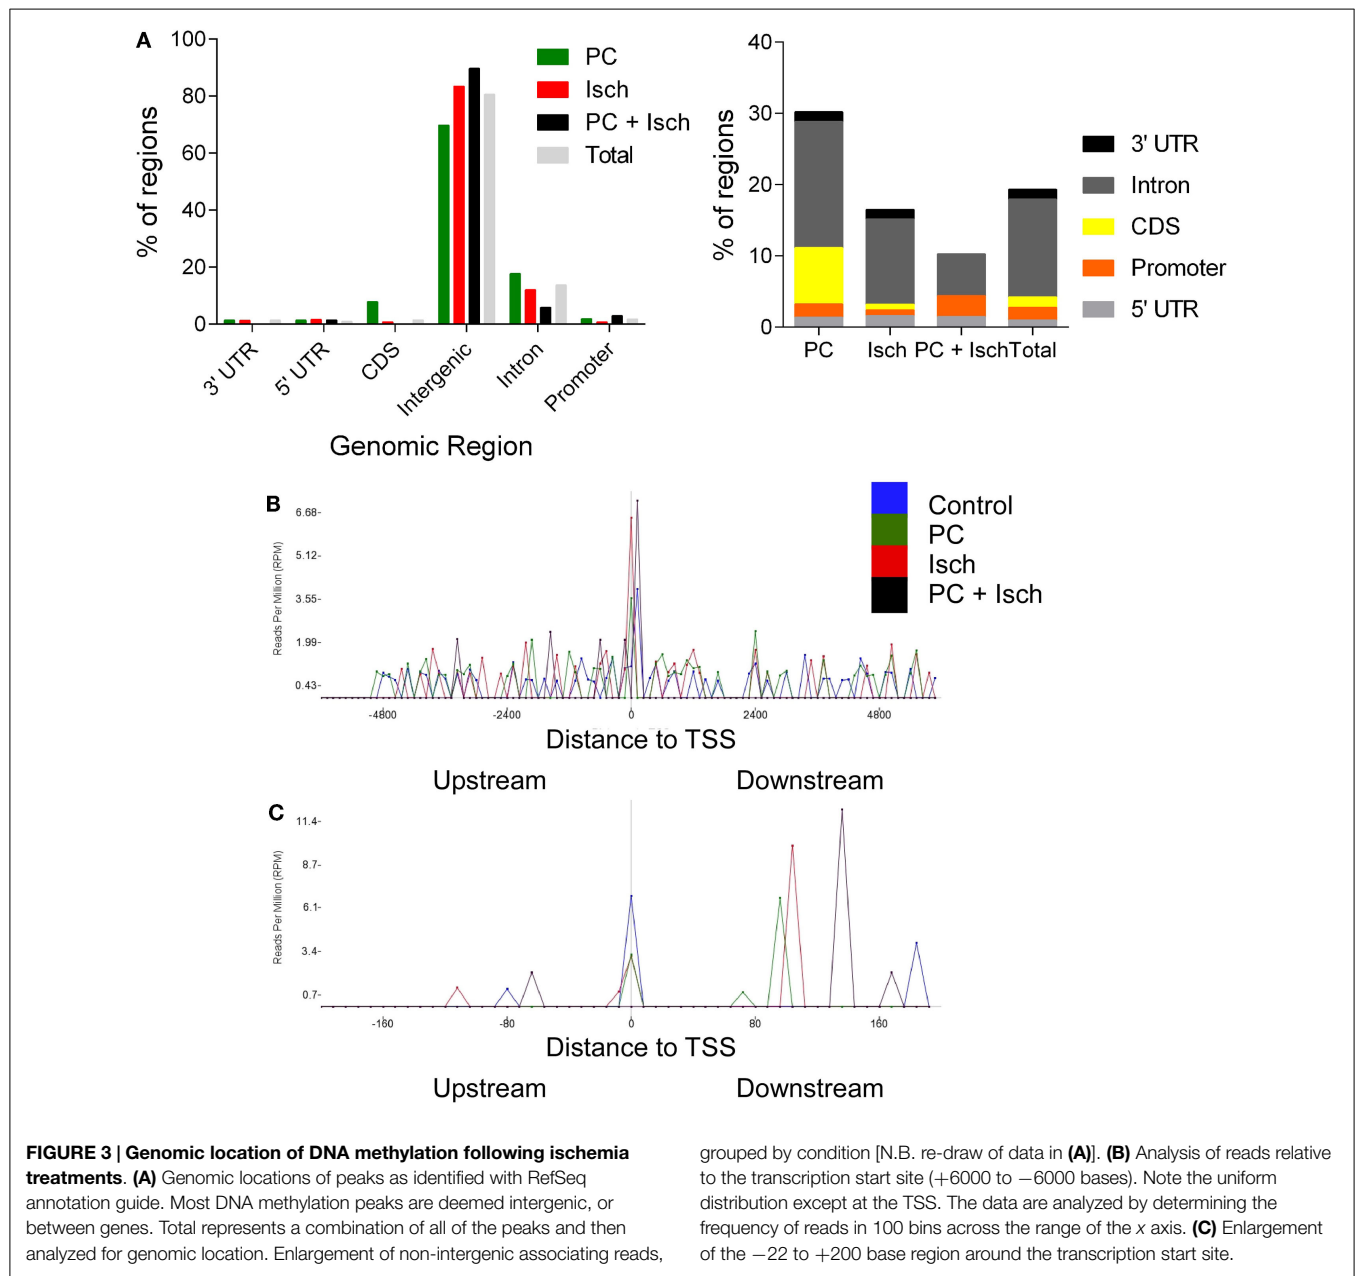 A
100
80
60
40
20
0
% of regions
PC
Isch
PC + Isch
Total
3' UTR
5' UTR
CDS
Intergenic
Intron
Promoter
Genomic Region
40
30
20
10
0
% of regions
PC
Isch
PC + Isch
Total
3' UTR
Intron
CDS
Promoter
5' UTR
B
Reads Per Million (RPM)
6.68-
5.12-
3.55-
1.99-
0.43-
-4800
-2400
0
2400
4800
Distance to TSS
Upstream
Downstream
Control
PC
Isch
PC + Isch
C
Reads Per Million (RPM)
11.4-
8.7-
6.1-
3.4-
0.7-
-160
-80
0
80
160
Distance to TSS
Upstream
Downstream
FIGURE 3 | Genomic location of DNA methylation following ischemia
treatments. (A) Genomic locations of peaks as identified with RefSeq
annotation guide. Most DNA methylation peaks are deemed intergenic, or
between genes. Total represents a combination of all of the peaks and then
analyzed for genomic location. Enlargement of non-intergenic associating reads,
grouped by condition [N.B. re-draw of data in (A)]. (B) Analysis of reads relative
to the transcription start site (+6000 to −6000 bases). Note the uniform
distribution except at the TSS. The data are analyzed by determining the
frequency of reads in 100 bins across the range of the x axis. (C) Enlargement
of the −22 to +200 base region around the transcription start site.